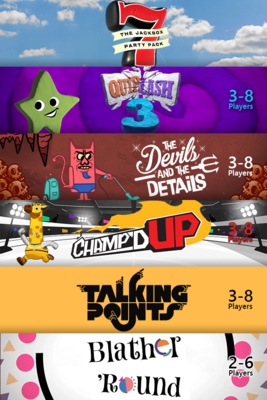 7
THE JACKBOX
PARTY PACK
QUIPLASH
3
3-8
Players
THE
Devils
AND THE
DETAILS
3-8
Players
CHAMP'D UP
3-8
Players
TALKING
POINTS
3-8
Players
Blather
'Round
2-6
Players